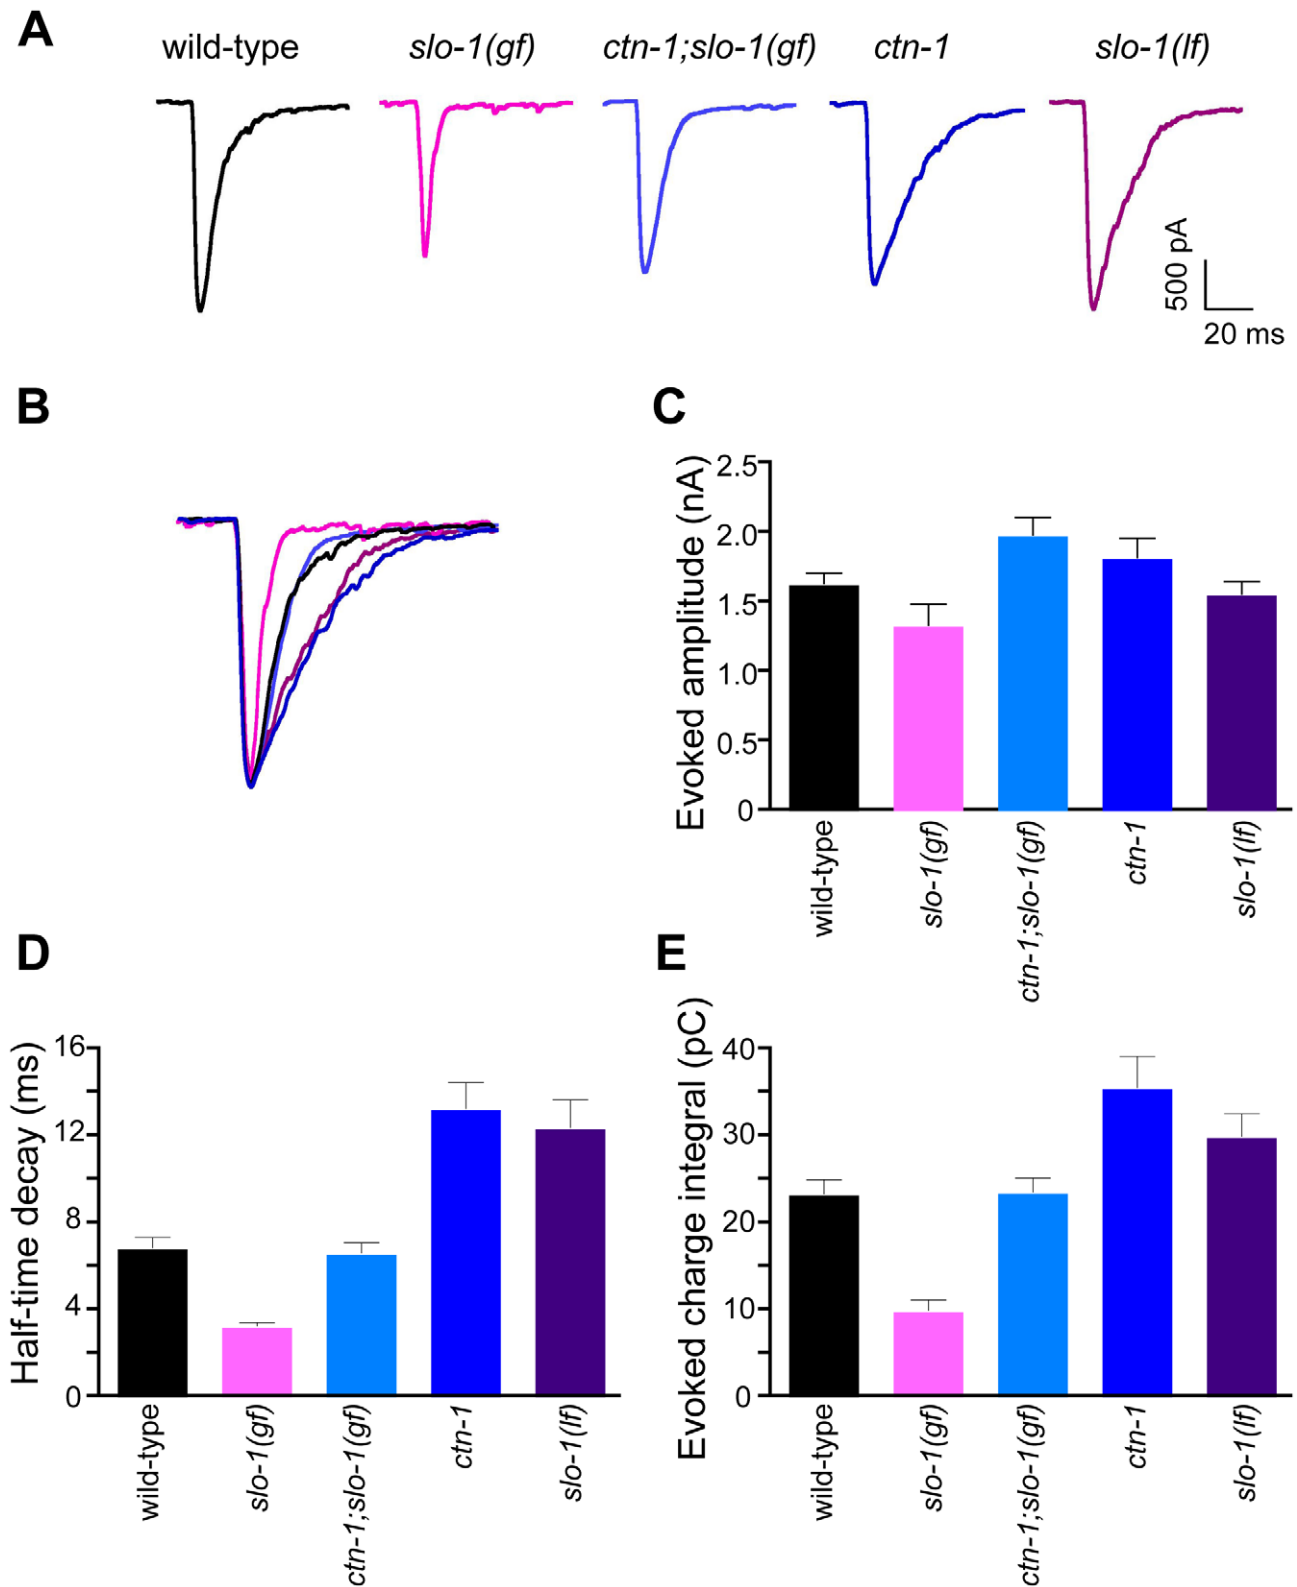 A
wild-type slo-1(gf) ctn-1;slo-1(gf) ctn-1 slo-1(lf)
500 pA
20 ms
B
C
Evoked amplitude (nA)
2.5
2.0
1.5
1.0
0.5
0
wild-type
slo-1(gf)
ctn-1;slo-1(gf)
ctn-1
slo-1(lf)
D
Half-time decay (ms)
16
12
8
4
0
wild-type
slo-1(gf)
ctn-1;slo-1(gf)
ctn-1
slo-1(lf)
E
Evoked charge integral (pC)
40
30
20
10
0
wild-type
slo-1(gf)
ctn-1;slo-1(gf)
ctn-1
slo-1(lf)